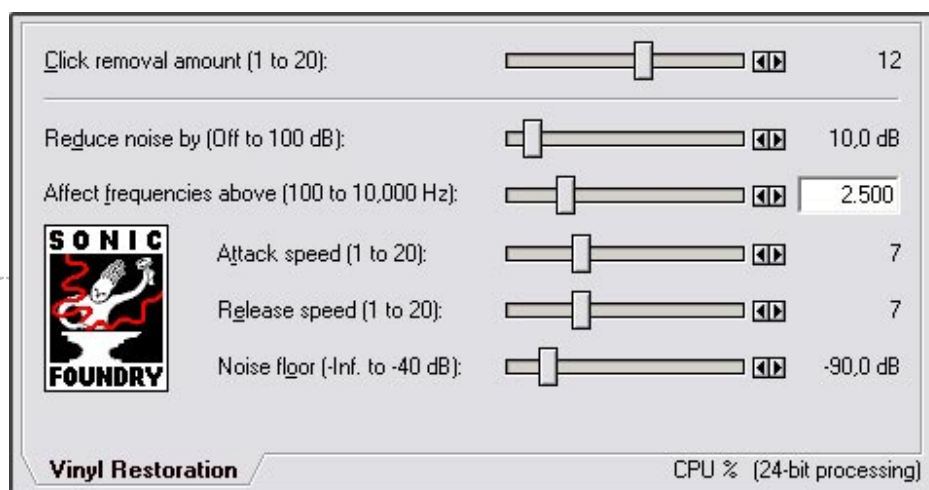 Click removal amount (1 to 20): 12
Reduce noise by (Off to 100 dB): 10,0 dB
Affect frequencies above (100 to 10,000 Hz): 2.500
SONIC
FOUNDRY
Attack speed (1 to 20): 7
Release speed (1 to 20): 7
Noise floor (-Inf. to -40 dB): -90,0 dB
Vinyl Restoration
CPU % (24-bit processing)